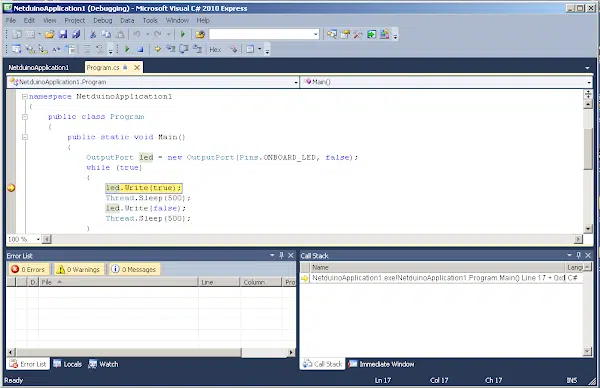 NetduinoApplication1 (Debugging) - Microsoft Visual C# 2010 Express
File Edit View Project Debug Data Tools Window Help
Hex
NetduinoApplication1 Program.cs
NetduinoApplication1.Program Main()
namespace NetduinoApplication1
{
public class Program
{
public static void Main()
{
OutputPort led = new OutputPort(Pins.ONBOARD_LED, false);
while (true)
{
led.Write(true);
Thread.Sleep(500);
led.Write(false);
Thread.Sleep(500);
}
100 %
Error List Call Stack
0 Errors 0 Warnings 0 Messages
D. File Line Column Pro
Name Langu
NetduinoApplication1.exe!NetduinoApplication1.Program.Main() Line 17 + 0xd C#
Error List Locals Watch
Call Stack Immediate Window
Ready Ln 17 Col 17 Ch 17 INS